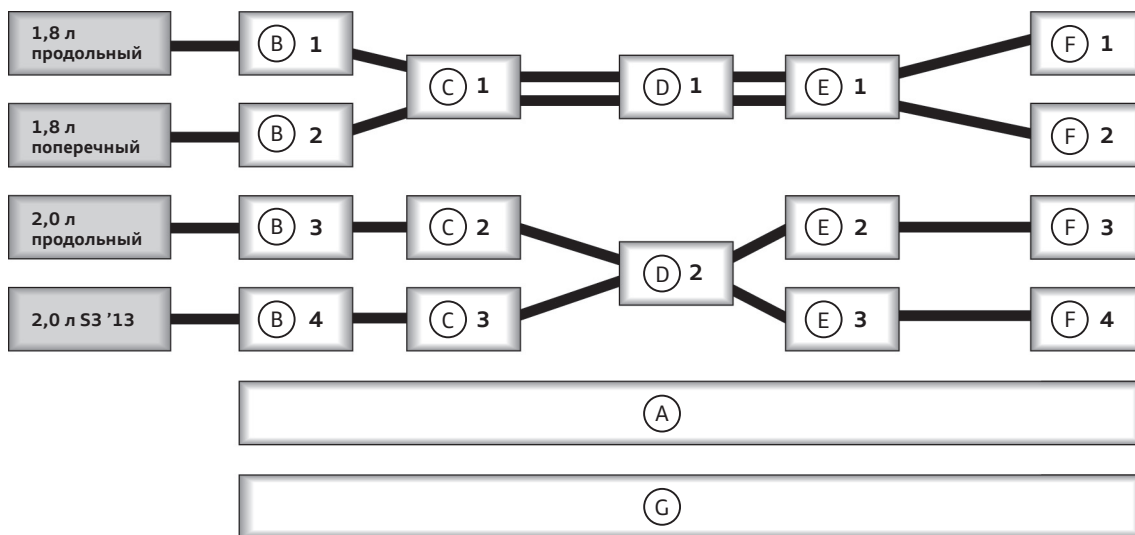 1,8 л
продольный
B 1
C 1
D 1
E 1
F 1
1,8 л
поперечный
B 2
F 2
2,0 л
продольный
B 3
C 2
D 2
E 2
F 3
2,0 л S3 ’13
B 4
C 3
E 3
F 4
A
G